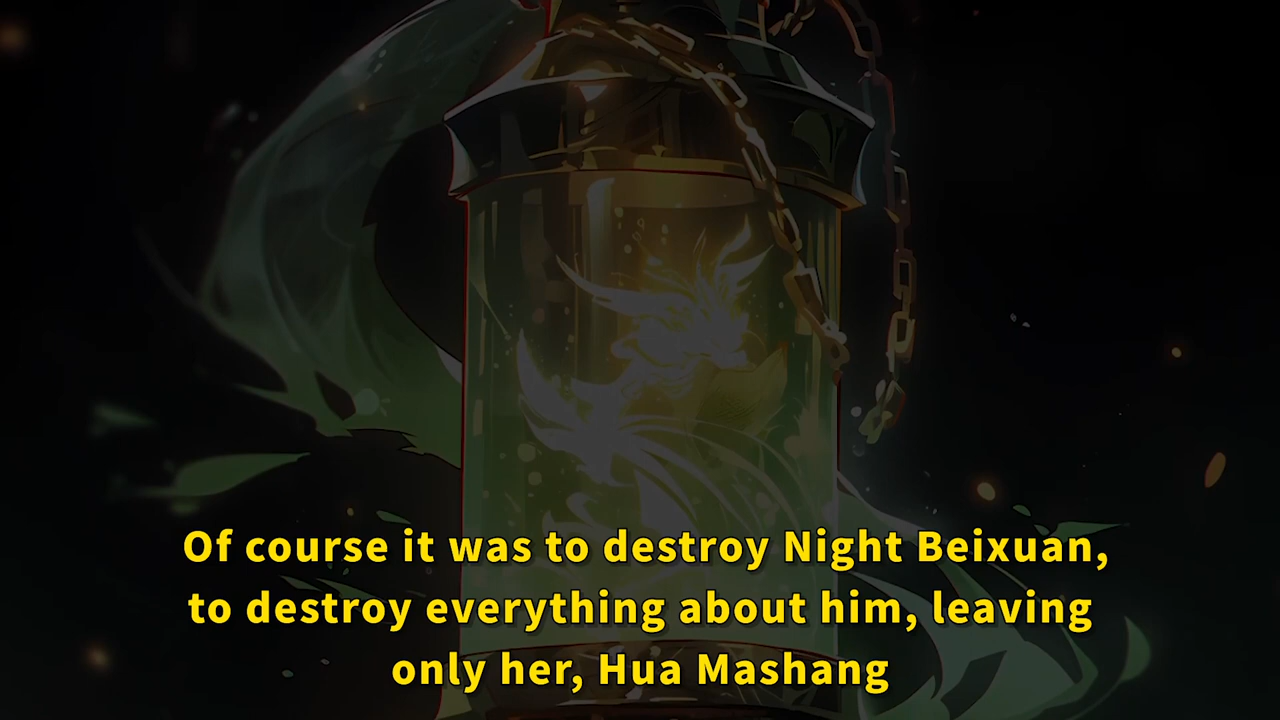 Of course it was to destroy Night Beixuan,
to destroy everything about him, leaving
only her, Hua Mashang